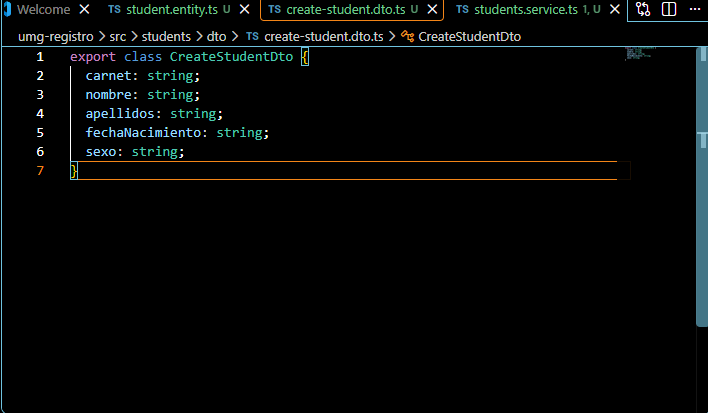 Welcome TS student.entity.ts U TS create-student.dto.ts U TS students.service.ts 1, U ...
umg-registro > src > students > dto > TS create-student.dto.ts > CreateStudentDto
1 export class CreateStudentDto {
2 carnet: string;
3 nombre: string;
4 apellidos: string;
5 fechaNacimiento: string;
6 sexo: string;
7 }